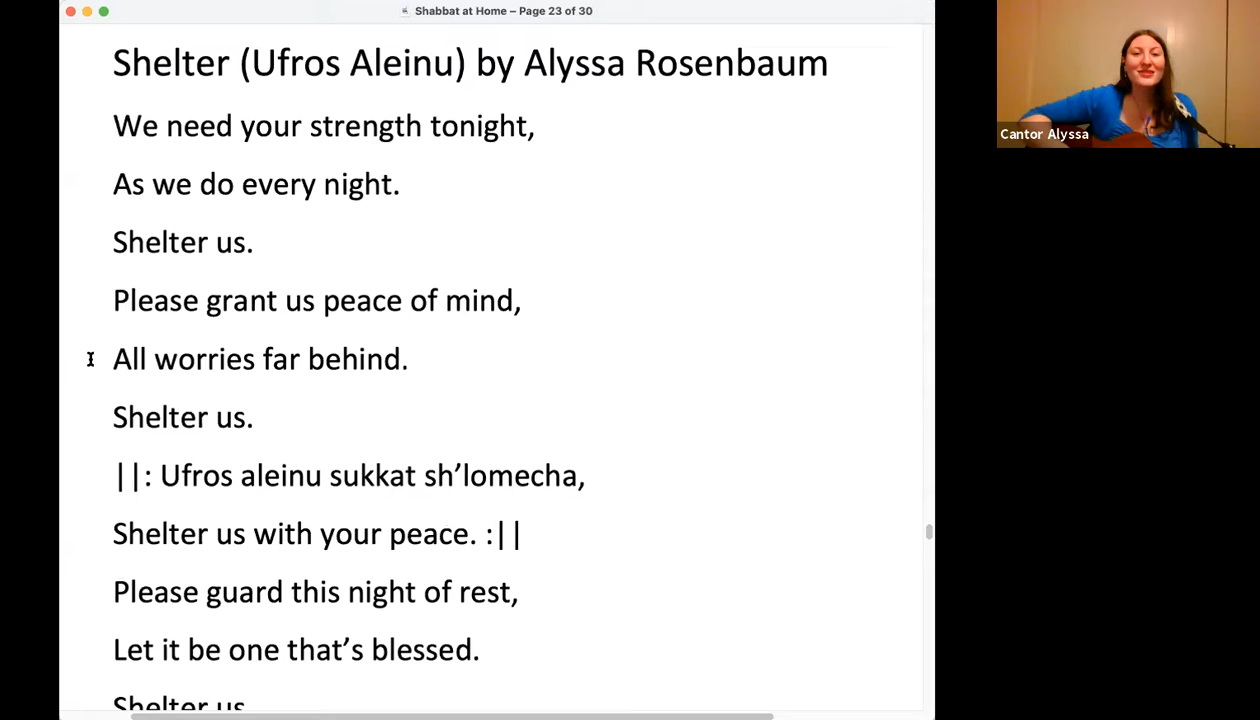 Shabbat at Home – Page 23 of 30
Shelter (Ufros Aleinu) by Alyssa Rosenbaum
We need your strength tonight,
As we do every night.
Shelter us.
Please grant us peace of mind,
All worries far behind.
Shelter us.
||: Ufros aleinu sukkat sh’lomecha,
Shelter us with your peace. :||
Please guard this night of rest,
Let it be one that’s blessed.
Shelter us
Cantor Alyssa